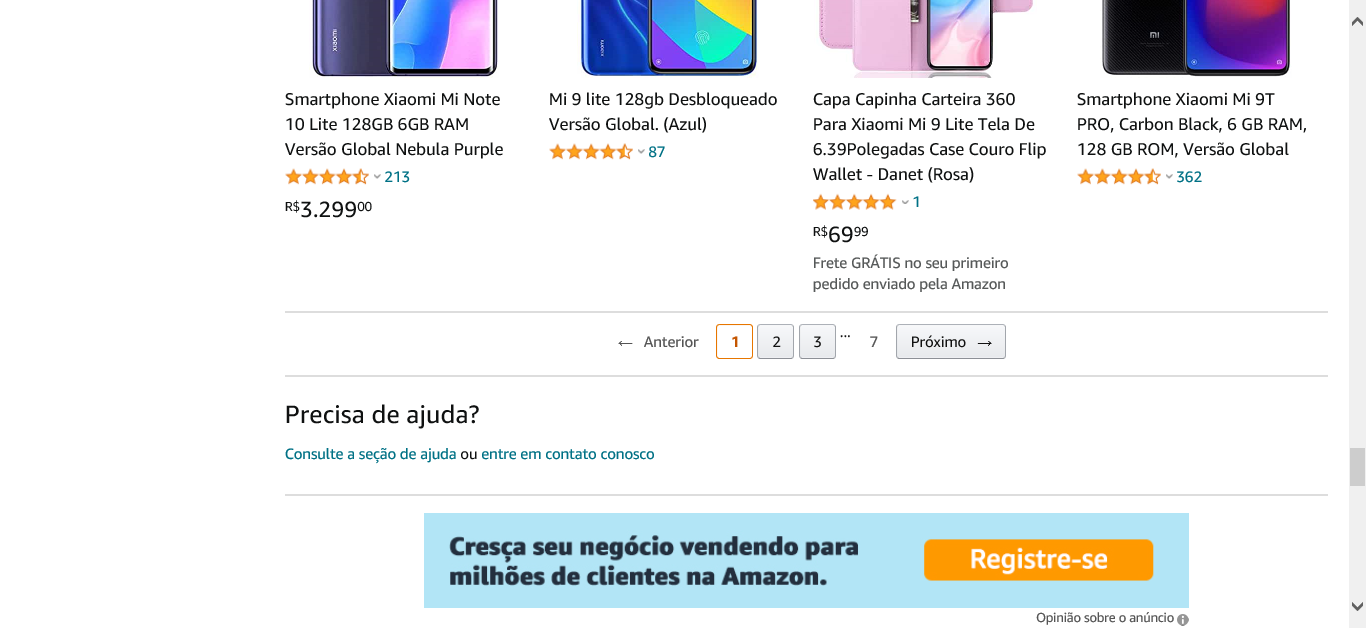 Smartphone Xiaomi Mi Note
10 Lite 128GB 6GB RAM
Versão Global Nebula Purple
213
R$3.29900
Mi 9 lite 128gb Desbloqueado
Versão Global. (Azul)
87
Capa Capinha Carteira 360
Para Xiaomi Mi 9 Lite Tela De
6.39Polegadas Case Couro Flip
Wallet - Danet (Rosa)
1
R$6999
Frete GRÁTIS no seu primeiro
pedido enviado pela Amazon
Smartphone Xiaomi Mi 9T
PRO, Carbon Black, 6 GB RAM,
128 GB ROM, Versão Global
362
← Anterior 1 2 3 ... 7 Próximo →
Precisa de ajuda?
Consulte a seção de ajuda ou entre em contato conosco
Cresça seu negócio vendendo para
milhões de clientes na Amazon.
Registre-se
Opinião sobre o anúncio